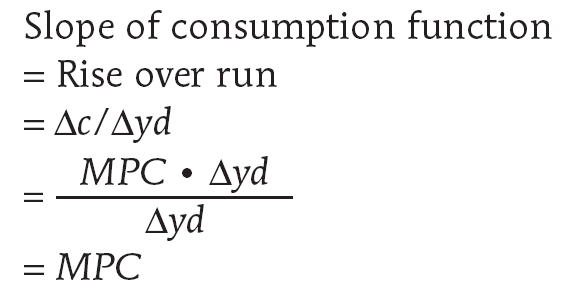 Slope of consumption function
= Rise over run
= Δc/Δyd
= MPC • Δyd
Δyd
= MPC